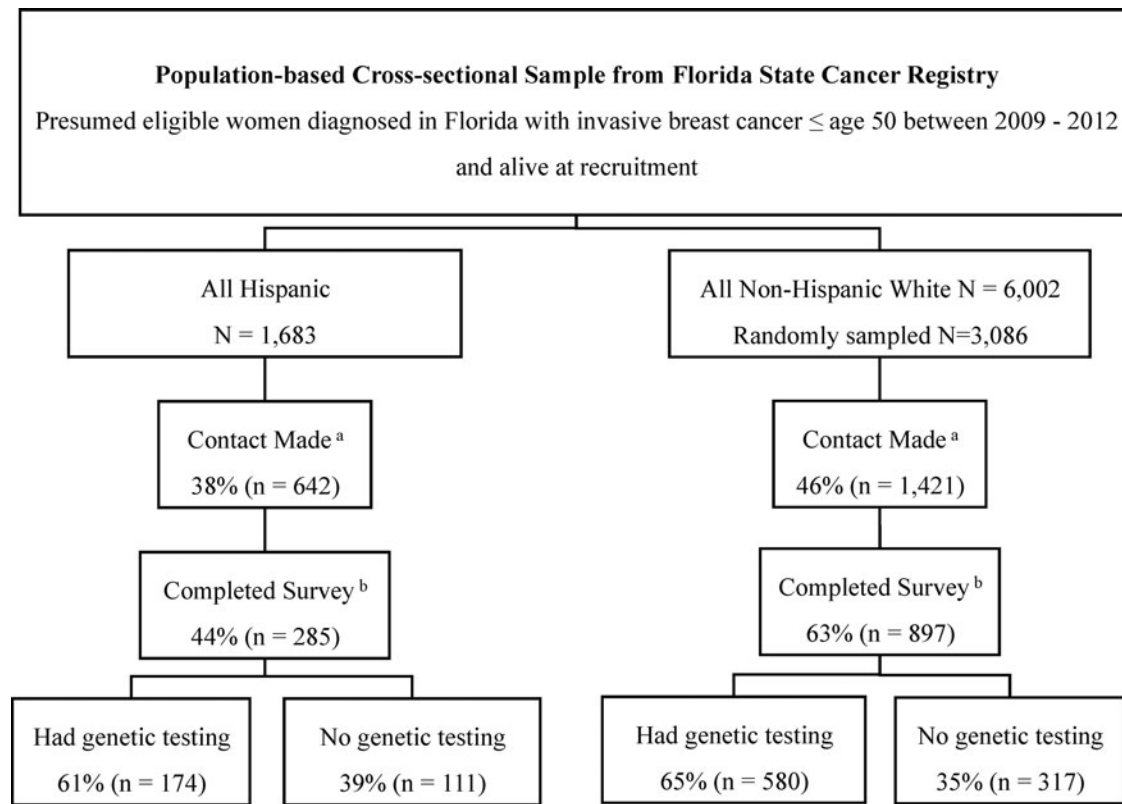 Population-based Cross-sectional Sample from Florida State Cancer Registry
Presumed eligible women diagnosed in Florida with invasive breast cancer ≤ age 50 between 2009 - 2012
and alive at recruitment
All Hispanic
N = 1,683
All Non-Hispanic White N = 6,002
Randomly sampled N=3,086
Contact Made a
38% (n = 642)
Contact Made a
46% (n = 1,421)
Completed Survey b
44% (n = 285)
Completed Survey b
63% (n = 897)
Had genetic testing
61% (n = 174)
No genetic testing
39% (n = 111)
Had genetic testing
65% (n = 580)
No genetic testing
35% (n = 317)